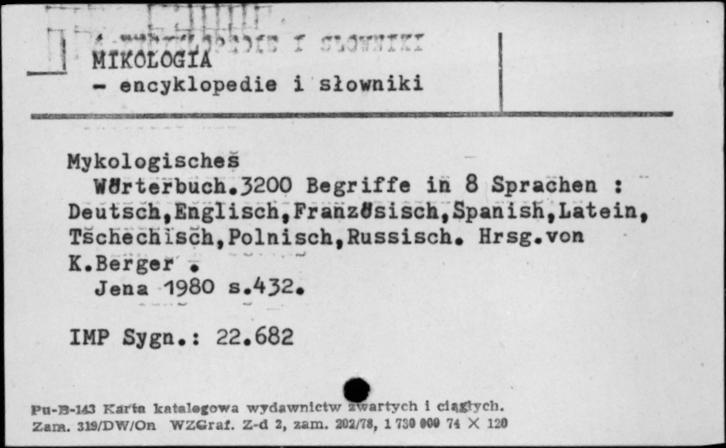 MIKOLOGIA
- encyklopedie i słowniki
Mykologisches
Wörterbuch.3200 Begriffe in 8 Sprachen :
Deutsch,Englisch,Französisch,Spanish,Latein,
Tschechisch,Polnisch,Russisch. Hrsg.von
K.Berger .
Jena 1980 s.432.
IMP Sygn.: 22.682
Pu-B-143 Karta katalogowa wydawnictw zwartych i ciągłych.
Zam. 319/DW/On WZGraf. Z-d 2, zam. 202/78, 1 730 000 74 X 120